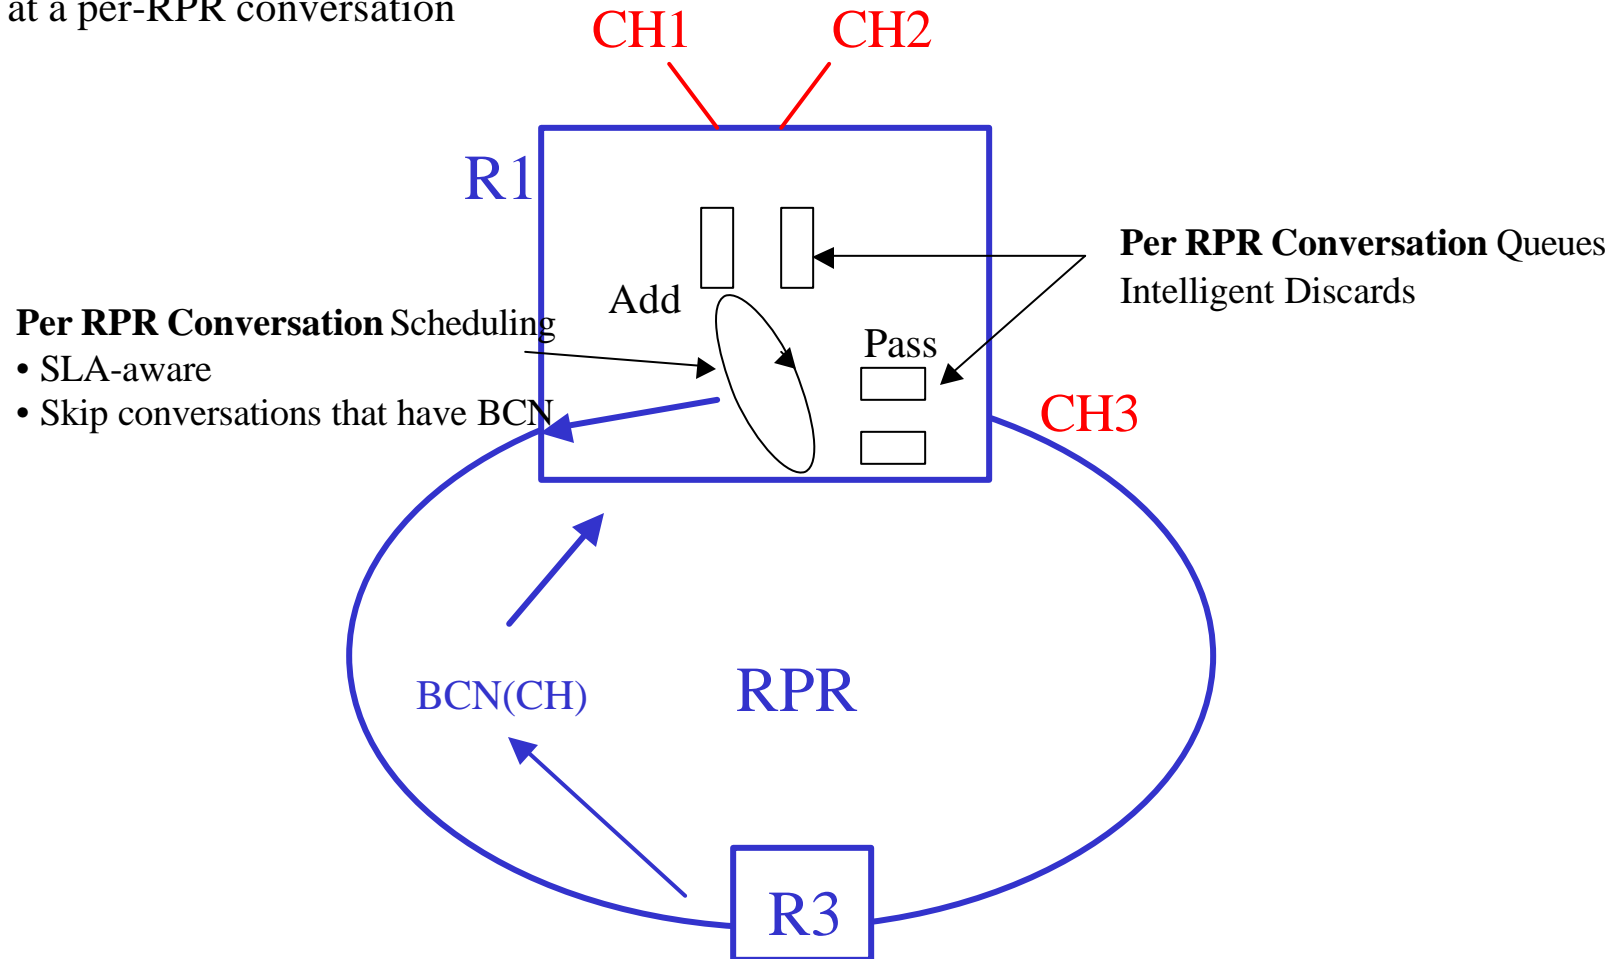 at a per-RPR conversation
CH1
CH2
R1
Per RPR Conversation Queues
Intelligent Discards
Add
Per RPR Conversation Scheduling
• SLA-aware
• Skip conversations that have BCN
Pass
CH3
BCN(CH)
RPR
R3